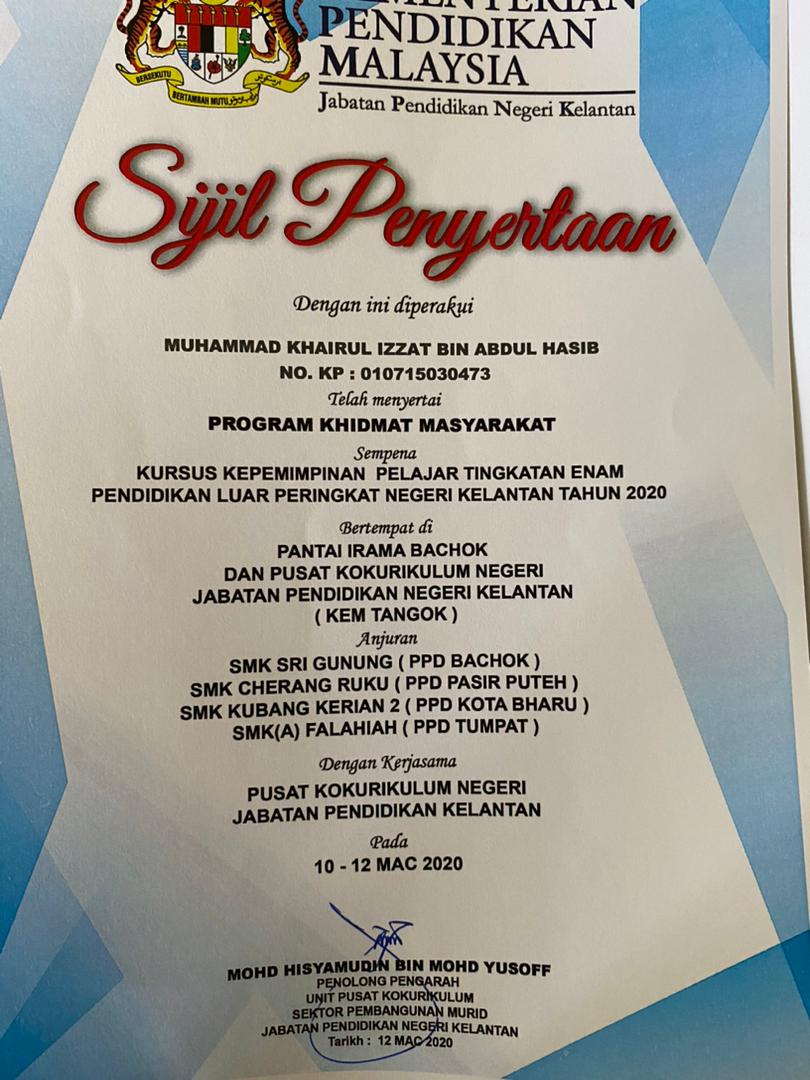 PENDIDIKAN
MALAYSIA
Jabatan Pendidikan Negeri Kelantan
BERSEKUTU
BERTAMBAH MUTU
Sijil Penyertaan
Dengan ini diperakui
MUHAMMAD KHAIRUL IZZAT BIN ABDUL HASIB
NO. KP : 010715030473
Telah menyertai
PROGRAM KHIDMAT MASYARAKAT
Sempena
KURSUS KEPEMIMPINAN PELAJAR TINGKATAN ENAM
PENDIDIKAN LUAR PERINGKAT NEGERI KELANTAN TAHUN 2020
Bertempat di
PANTAI IRAMA BACHOK
DAN PUSAT KOKURIKULUM NEGERI
JABATAN PENDIDIKAN NEGERI KELANTAN
( KEM TANGOK )
Anjuran
SMK SRI GUNUNG ( PPD BACHOK )
SMK CHERANG RUKU ( PPD PASIR PUTEH )
SMK KUBANG KERIAN 2 ( PPD KOTA BHARU )
SMK(A) FALAHIAH ( PPD TUMPAT )
Dengan Kerjasama
PUSAT KOKURIKULUM NEGERI
JABATAN PENDIDIKAN KELANTAN
Pada
10 - 12 MAC 2020
MOHD HISYAMUDIN BIN MOHD YUSOFF
PENOLONG PENGARAH
UNIT PUSAT KOKURIKULUM
SEKTOR PEMBANGUNAN MURID
JABATAN PENDIDIKAN NEGERI KELANTAN
Tarikh : 12 MAC 2020